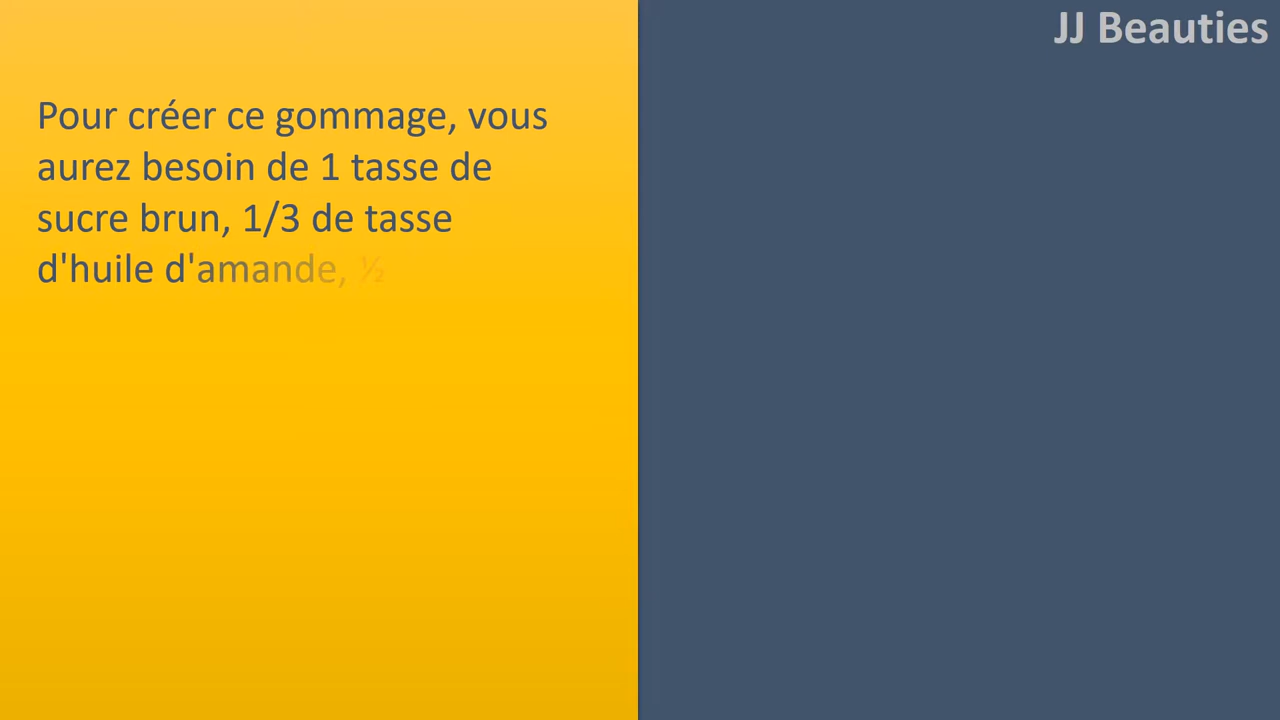 JJ Beauties
Pour créer ce gommage, vous
aurez besoin de 1 tasse de
sucre brun, 1/3 de tasse
d'huile d'amande, ½